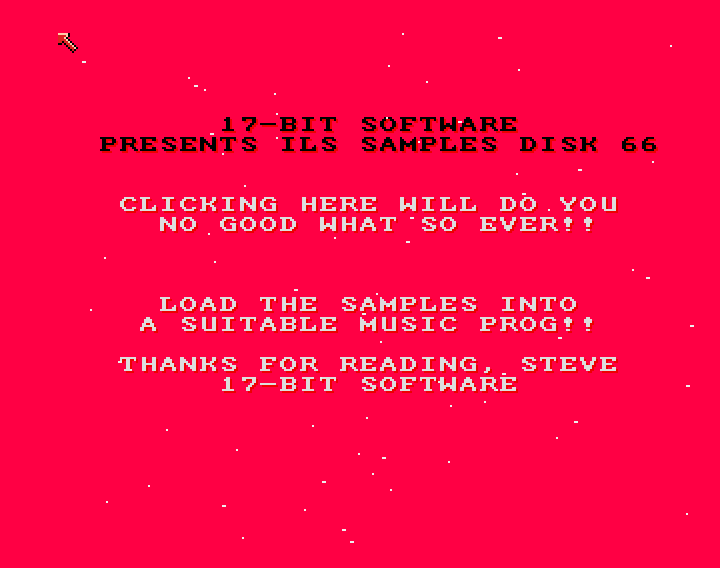 17-BIT SOFTWARE
PRESENTS ILS SAMPLES DISK 66
CLICKING HERE WILL DO YOU
NO GOOD WHAT SO EVER!!
LOAD THE SAMPLES INTO
A SUITABLE MUSIC PROG!!
THANKS FOR READING, STEVE
17-BIT SOFTWARE